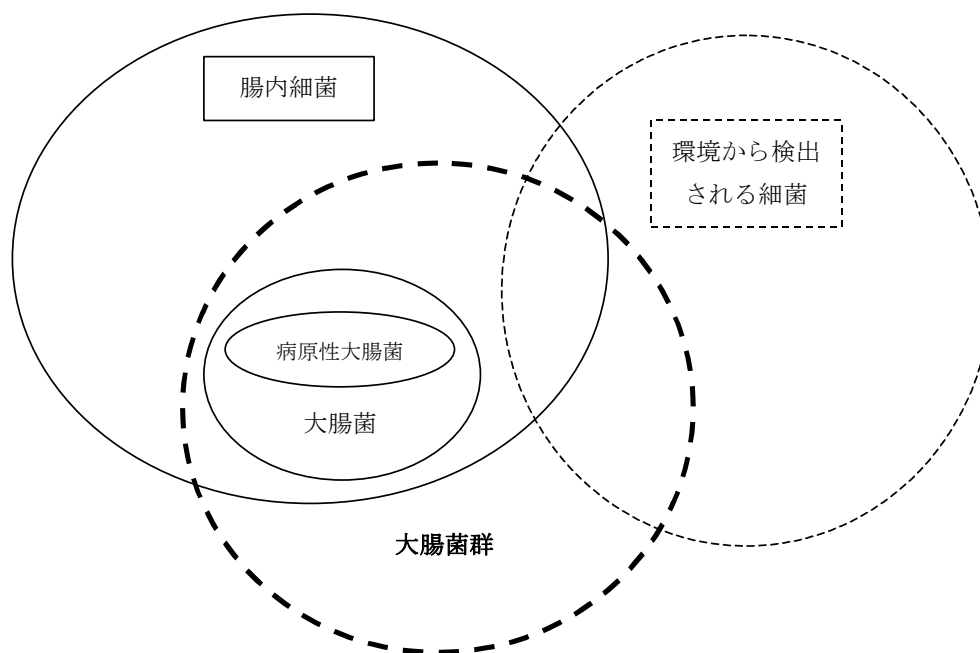 腸内細菌
環境から検出
される細菌
病原性大腸菌
大腸菌
大腸菌群